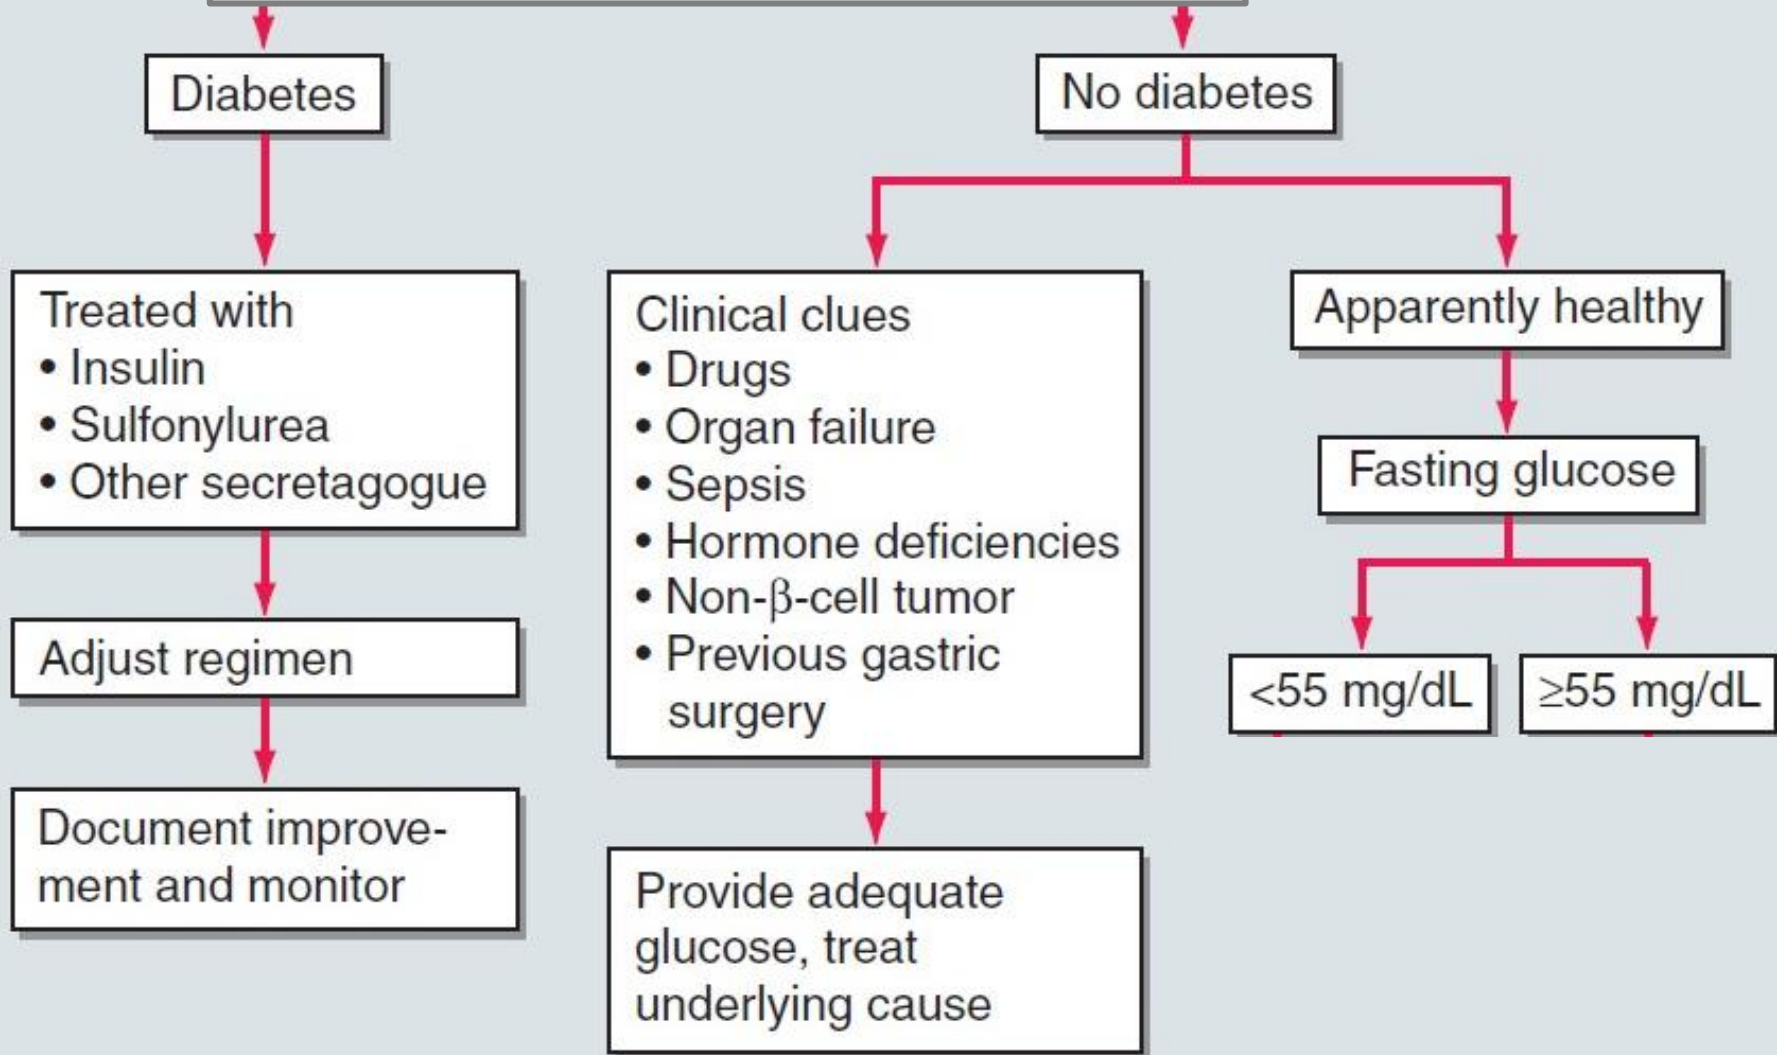 Diabetes
No diabetes
Treated with
• Insulin
• Sulfonylurea
• Other secretagogue
Adjust regimen
Document improve-
ment and monitor
Clinical clues
• Drugs
• Organ failure
• Sepsis
• Hormone deficiencies
• Non-β-cell tumor
• Previous gastric
surgery
Provide adequate
glucose, treat
underlying cause
Apparently healthy
Fasting glucose
<55 mg/dL
≥55 mg/dL